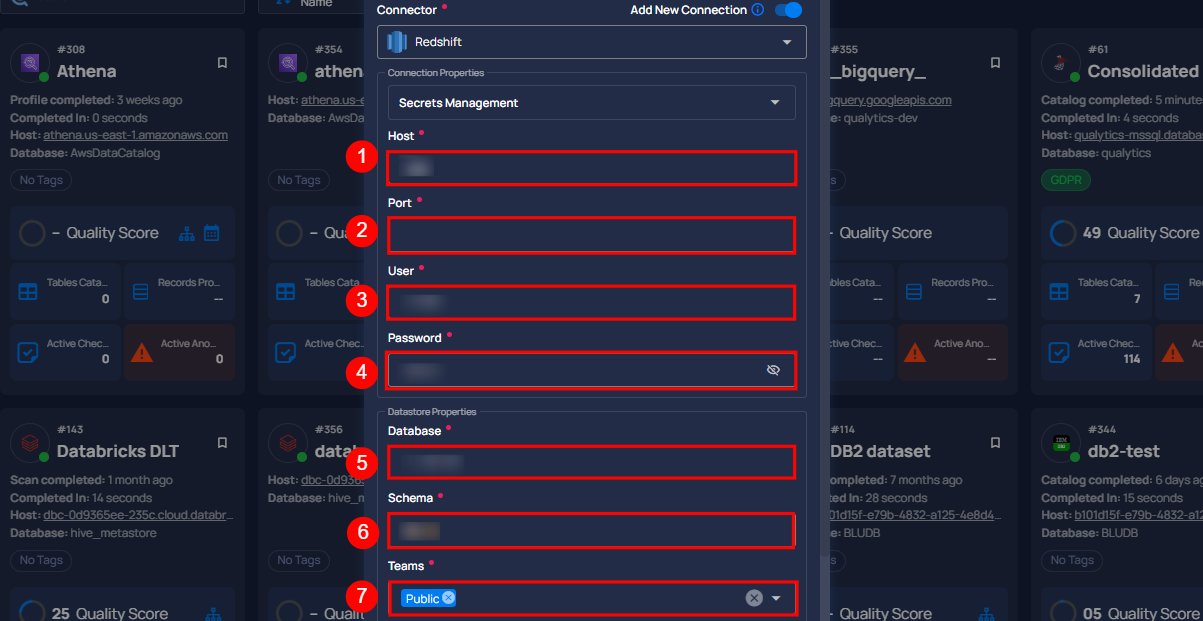 Name
Connector *
Add New Connection
Redshift
Connection Properties
Secrets Management
Host *
1
Port *
2
User *
3
Password *
4
Datastore Properties
Database *
5
Schema *
6
Teams *
7
Public
#308
Athena
Profile completed: 3 weeks ago
Completed In: 0 seconds
Host: athena.us-east-1.amazonaws.com
Database: AwsDataCatalog
No Tags
– Quality Score
Tables Cata...
0
Records Pro...
--
Active Chec...
0
Active Ano...
0
#354
athen
Host: athena.us-e
Database: AwsDa
No Tags
– Qu
Tables Cata
Active Chec
#355
_bigquery_
gquery.googleapis.com
e: qualytics-dev
s
Quality Score
bles Cata...
--
Records Pro...
--
ctive Chec...
--
Active Ano...
--
#61
Consolidated
Catalog completed: 5 minute
Completed In: 4 seconds
Host: qualytics-mssql.databas
Database: qualytics
GDPR
49 Quality Score
Tables Cata...
7
Rec
Active Chec...
114
Ac
#143
Databricks DLT
Scan completed: 1 month ago
Completed In: 14 seconds
Host: dbc-0d9365ee-235c.cloud.databr...
Database: hive_metastore
No Tags
25 Quality Score
#356
datab
Host: dbc-0d936
Database: hive_m
No Tags
– Quali
#114
DB2 dataset
mpleted: 7 months ago
ed In: 28 seconds
b101d15f-e79b-4832-a125-4e8d4...
e: BLUDB
s
Quality Score
#344
db2-test
Catalog completed: 6 days ag
Completed In: 15 seconds
Host: b101d15f-e79b-4832-a12
Database: BLUDB
No Tags
05 Quality Score